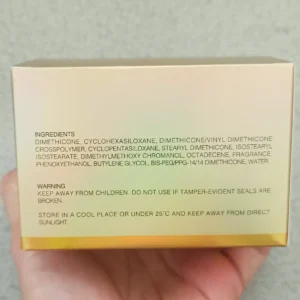 INGREDIENTS
DIMETHICONE, CYCLOHEXASILOXANE, DIMETHICONE/VINYL DIMETHICONE
CROSSPOLYMER, CYCLOPENTASILOXANE, STEARYL DIMETHICONE, ISOSTEARYL
ISOSTEARATE, DIMETHYLMETHOXY CHROMANOL, OCTADECENE, FRAGRANCE,
PHENOXYETHANOL, BUTYLENE GLYCOL, BIS-PEG/PPG-14/14 DIMETHICONE, WATER.
WARNING
KEEP AWAY FROM CHILDREN. DO NOT USE IF TAMPER-EVIDENT SEALS ARE
BROKEN.
STORE IN A COOL PLACE OR UNDER 25°C AND KEEP AWAY FROM DIRECT
SUNLIGHT.